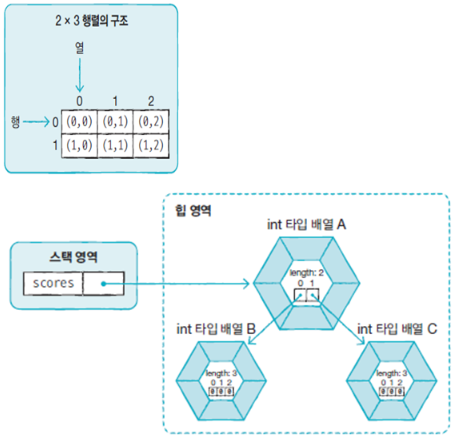 2 × 3 행렬의 구조
열
0 1 2
행 0 (0,0) (0,1) (0,2)
1 (1,0) (1,1) (1,2)
힙 영역
int 타입 배열 A
스택 영역
scores
length: 2
0 1
int 타입 배열 B
int 타입 배열 C
length: 3
0 1 2
0 0 0
length: 3
0 1 2
0 0 0